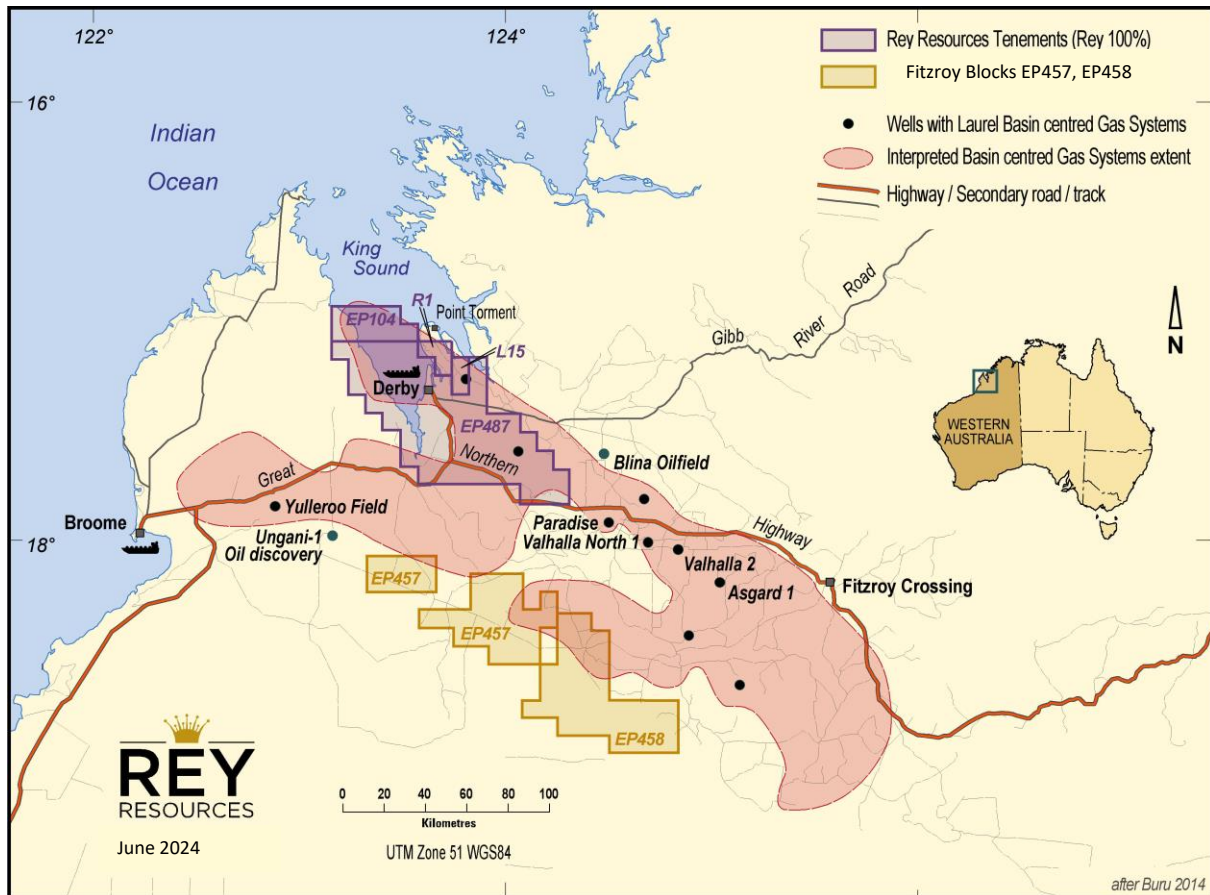 122°
124°
16°
18°
Rey Resources Tenements (Rey 100%)
Fitzroy Blocks EP457, EP458
Wells with Laurel Basin centred Gas Systems
Interpreted Basin centred Gas Systems extent
Highway / Secondary road / track
Indian
Ocean
King
Sound
R1
Point Torment
EP104
L15
Derby
EP487
Gibb River Road
N
WESTERN
AUSTRALIA
Great Northern Highway
Blina Oilfield
Yulleroo Field
Broome
Ungani-1
Oil discovery
Paradise
Valhalla North 1
Valhalla 2
Asgard 1
Fitzroy Crossing
EP457
EP457
EP458
REY
RESOURCES
June 2024
0 20 40 60 80 100
Kilometres
UTM Zone 51 WGS84
after Buru 2014